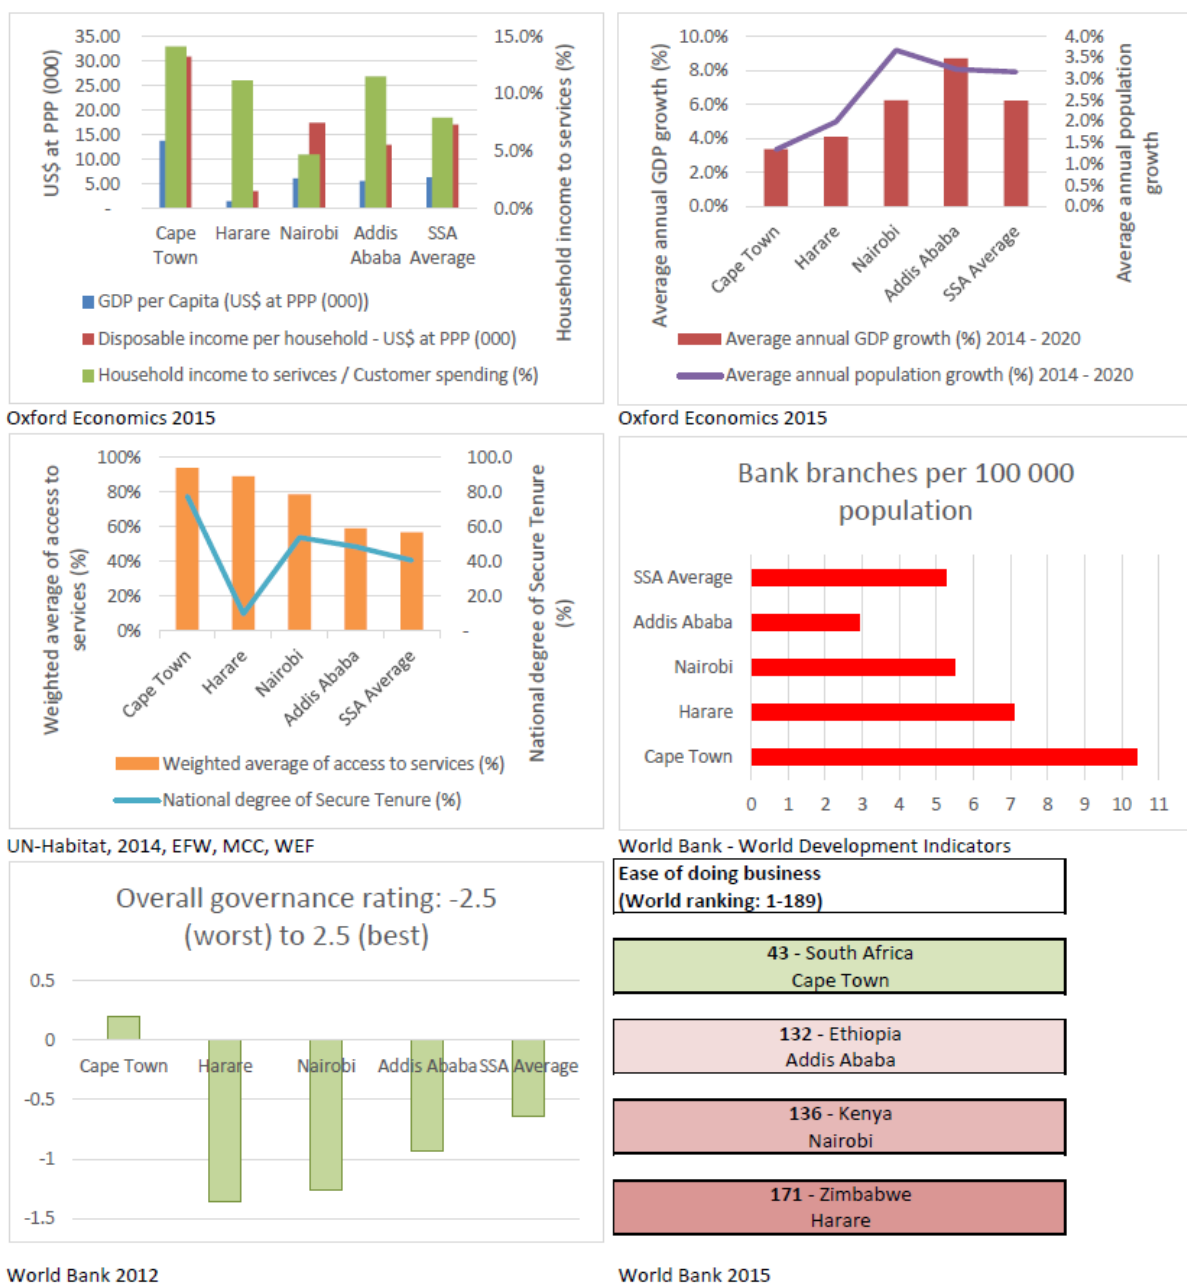 35.00
30.00
25.00
20.00
15.00
10.00
5.00
-
US$ at PPP (000)
15.0%
10.0%
5.0%
0.0%
Household income to services (%)
Cape Town
Harare
Nairobi
Addis Ababa
SSA Average
GDP per Capita (US$ at PPP (000))
Disposable income per household - US$ at PPP (000)
Household income to serivces / Customer spending (%)
Oxford Economics 2015
10.0%
8.0%
6.0%
4.0%
2.0%
0.0%
Average annual GDP growth (%)
4.0%
3.5%
3.0%
2.5%
2.0%
1.5%
1.0%
0.5%
0.0%
Average annual population growth
Cape Town
Harare
Nairobi
Addis Ababa
SSA Average
Average annual GDP growth (%) 2014 - 2020
Average annual population growth (%) 2014 - 2020
Oxford Economics 2015
100%
80%
60%
40%
20%
0%
Weighted average of access to services (%)
100.0
80.0
60.0
40.0
20.0
-
National degree of Secure Tenure (%)
Cape Town
Harare
Nairobi
Addis Ababa
SSA Average
Weighted average of access to services (%)
National degree of Secure Tenure (%)
UN-Habitat, 2014, EFW, MCC, WEF
Bank branches per 100 000
population
SSA Average
Addis Ababa
Nairobi
Harare
Cape Town
0 1 2 3 4 5 6 7 8 9 10 11
World Bank - World Development Indicators
Overall governance rating: -2.5
(worst) to 2.5 (best)
0.5
0
-0.5
-1
-1.5
Cape Town
Harare
Nairobi
Addis Ababa
SSA Average
World Bank 2012
Ease of doing business
(World ranking: 1-189)
43 - South Africa
Cape Town
132 - Ethiopia
Addis Ababa
136 - Kenya
Nairobi
171 - Zimbabwe
Harare
World Bank 2015